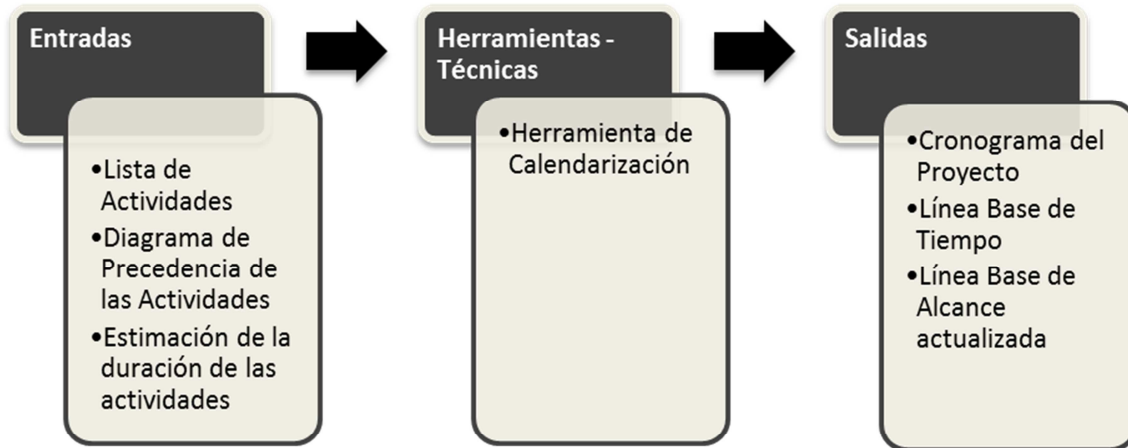 Entradas
•Lista de
Actividades
•Diagrama de
Precedencia de
las Actividades
•Estimación de la
duración de las
actividades
Herramientas -
Técnicas
•Herramienta de
Calendarización
Salidas
•Cronograma del
Proyecto
•Línea Base de
Tiempo
•Línea Base de
Alcance
actualizada